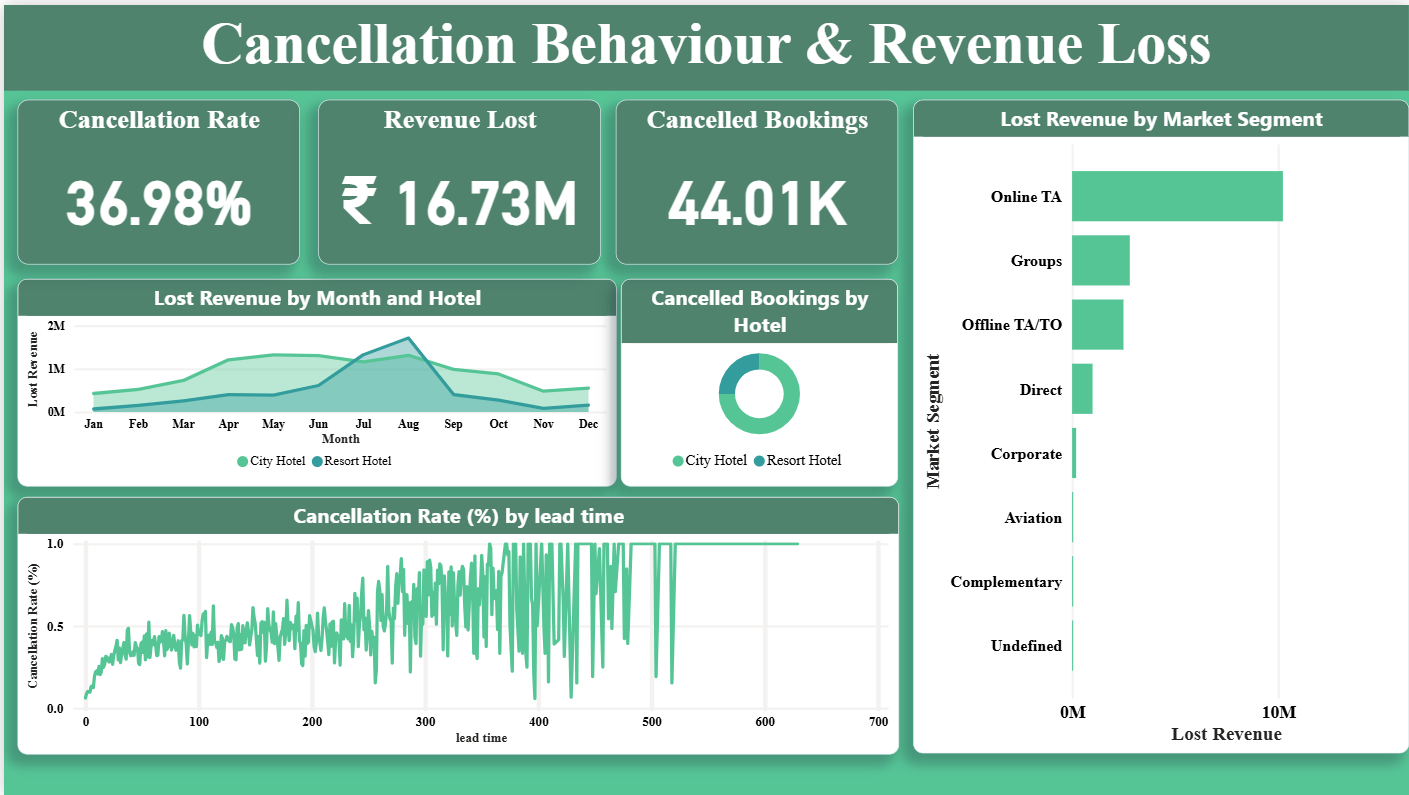 Cancellation Behaviour & Revenue Loss
Cancellation Rate
36.98%
Revenue Lost
₹ 16.73M
Cancelled Bookings
44.01K
Lost Revenue by Month and Hotel
Lost Revenue
2M
1M
0M
Jan Feb Mar Apr May Jun Jul Aug Sep Oct Nov Dec
Month
City Hotel Resort Hotel
Cancelled Bookings by
Hotel
City Hotel Resort Hotel
Cancellation Rate (%) by lead time
Cancellation Rate (%)
1.0
0.5
0.0
0 100 200 300 400 500 600 700
lead time
Lost Revenue by Market Segment
Market Segment
Online TA
Groups
Offline TA/TO
Direct
Corporate
Aviation
Complementary
Undefined
0M 10M
Lost Revenue